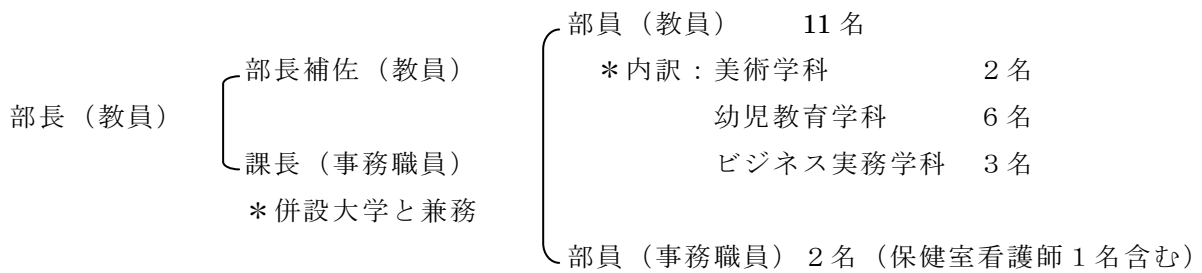 部員（教員）　11名
部長補佐（教員）　＊内訳：美術学科　2名
部長（教員）　幼児教育学科　6名
課長（事務職員）　ビジネス実務学科　3名
＊併設大学と兼務
部員（事務職員）2名（保健室看護師1名含む）